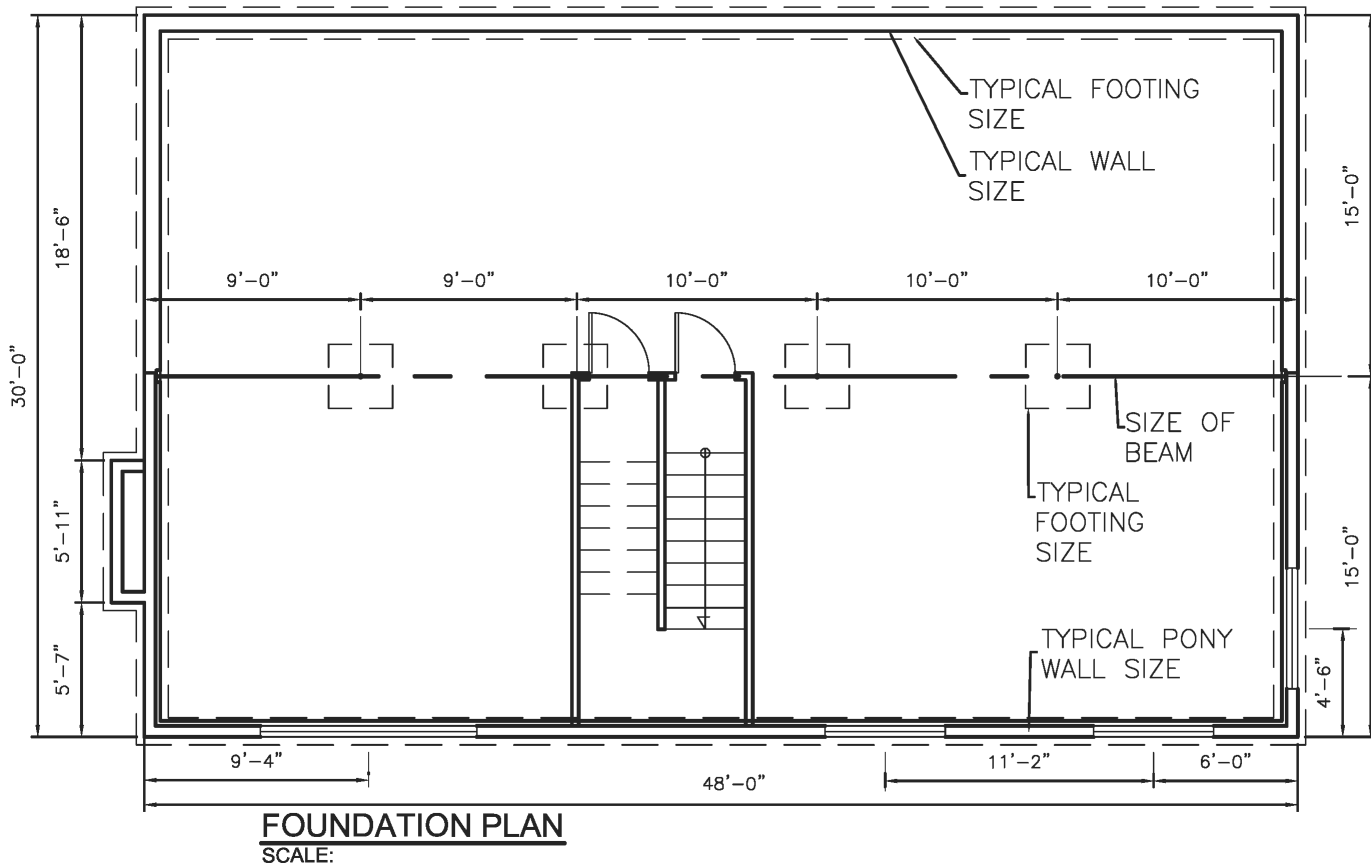 TYPICAL FOOTING
SIZE
TYPICAL WALL
SIZE
18'-6"
15'-0"
9'-0" 9'-0" 10'-0" 10'-0" 10'-0"
30'-0"
SIZE OF
BEAM
TYPICAL
FOOTING
SIZE
5'-11"
15'-0"
TYPICAL PONY
WALL SIZE
5'-7"
4'-6"
9'-4" 11'-2" 6'-0"
48'-0"
FOUNDATION PLAN
SCALE: